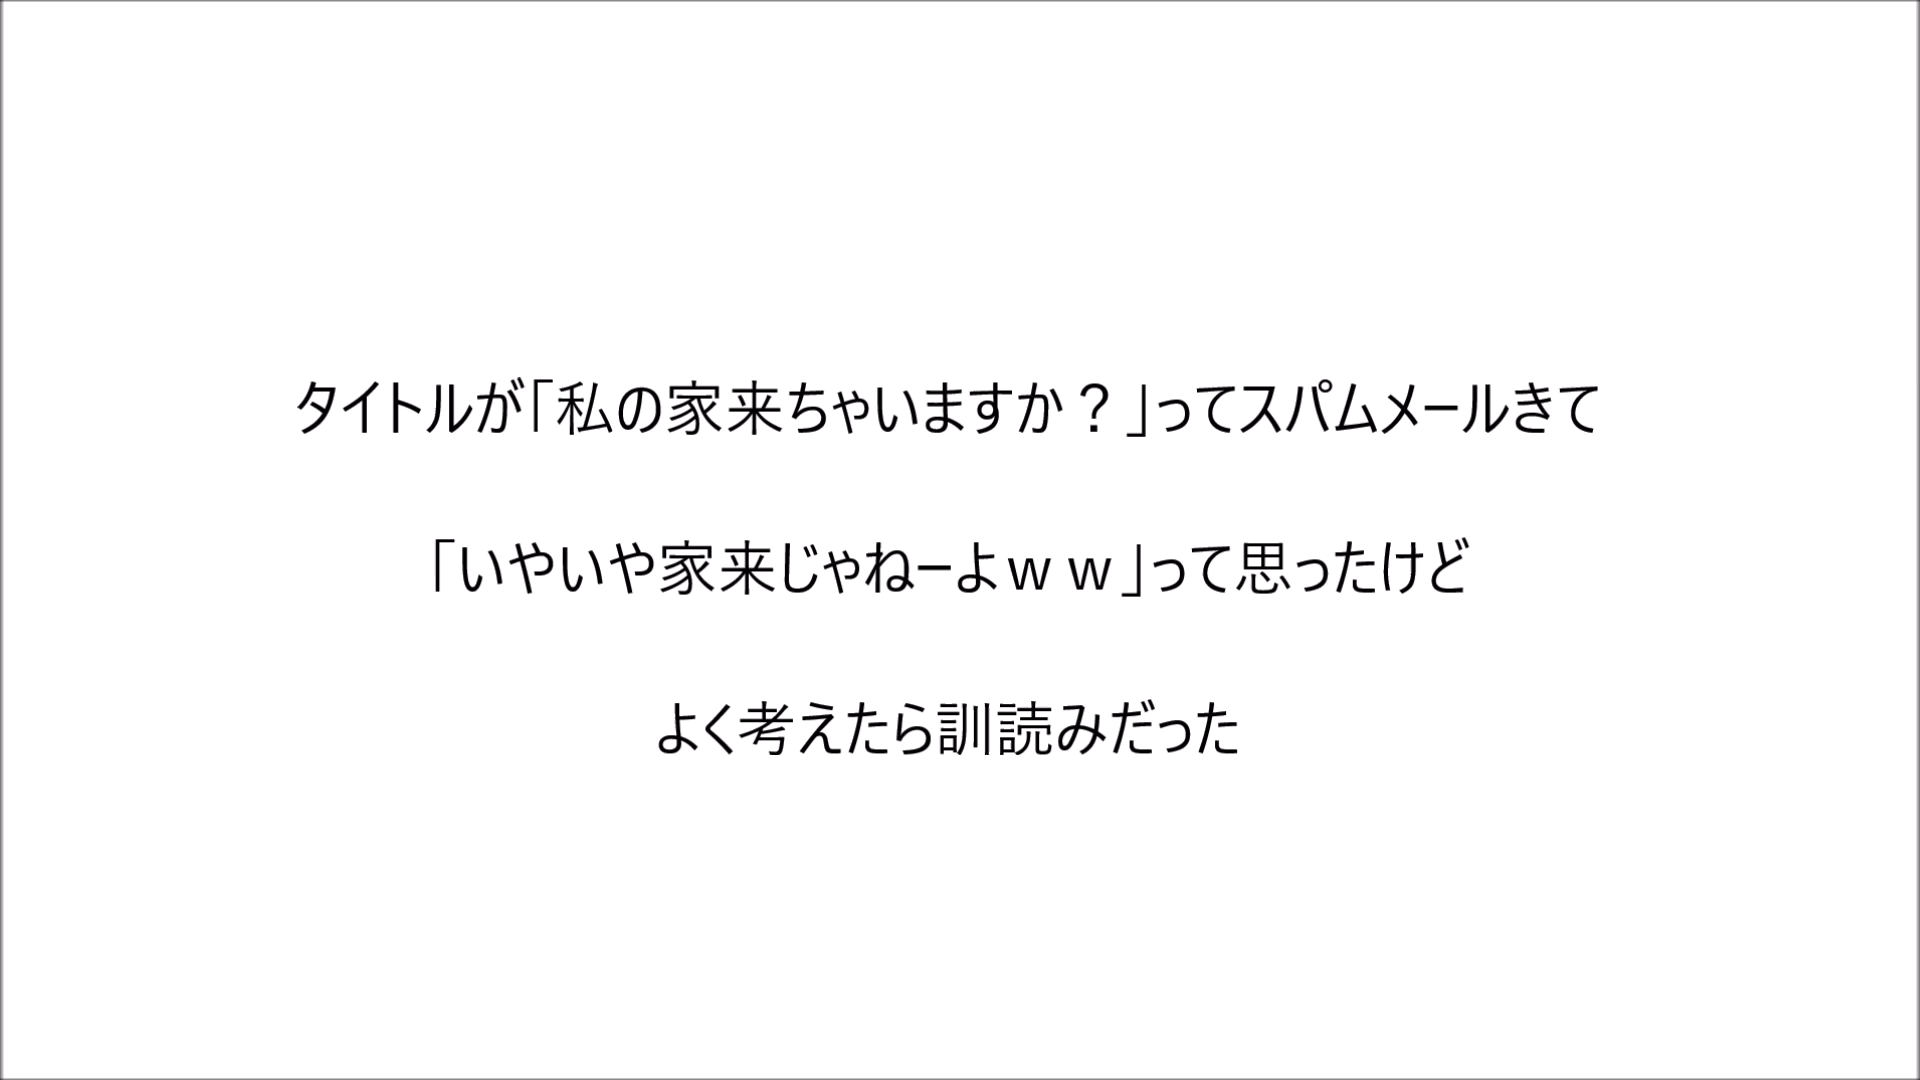 タイトルが「私の家来ちゃいますか？」ってスパムメールきて
「いやいや家来じゃねーよｗｗ」って思ったけど
よく考えたら訓読みだった